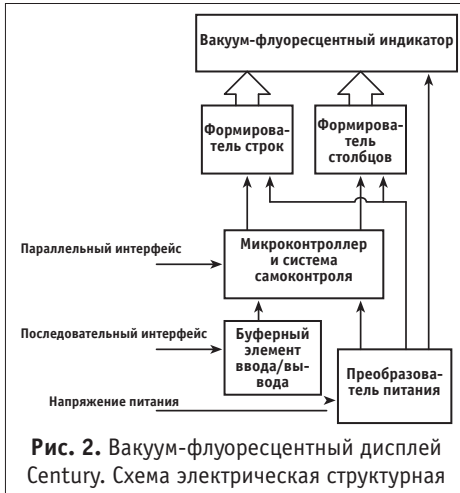 Вакуум-флуоресцентный индикатор
Формирова-
тель строк
Формирова-
тель
столбцов
Параллельный интерфейс
Микроконтроллер
и система
самоконтроля
Последовательный интерфейс
Буферный
элемент
ввода/вы-
вода
Преобразова-
тель питания
Напряжение питания
Рис. 2. Вакуум-флуоресцентный дисплей
Century. Схема электрическая структурная